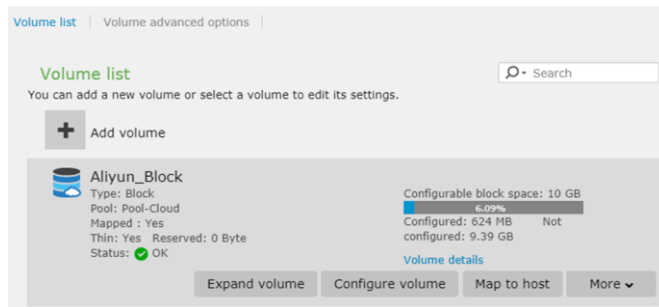 Volume list Volume advanced options
Volume list
Search
You can add a new volume or select a volume to edit its settings.
Add volume
Aliyun_Block
Type: Block
Pool: Pool-Cloud
Mapped : Yes
Thin: Yes Reserved: 0 Byte
Status: OK
Configurable block space: 10 GB
6.09%
Configured: 624 MB Not
configured: 9.39 GB
Volume details
Expand volume Configure volume Map to host More